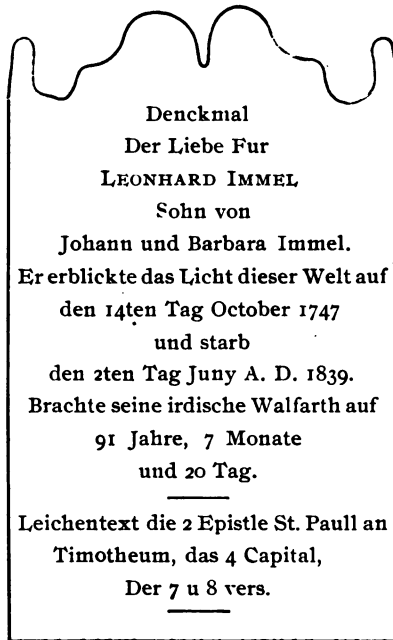 Denckmal
Der Liebe Fur
LEONHARD IMMEL
Sohn von
Johann und Barbara Immel.
Er erblickte das Licht dieser Welt auf
den 14ten Tag October 1747
und starb
den 2ten Tag Juny A. D. 1839.
Brachte seine irdische Walfarth auf
91 Jahre, 7 Monate
und 20 Tag.
Leichentext die 2 Epistle St. Paull an
Timotheum, das 4 Capital,
Der 7 u 8 vers.